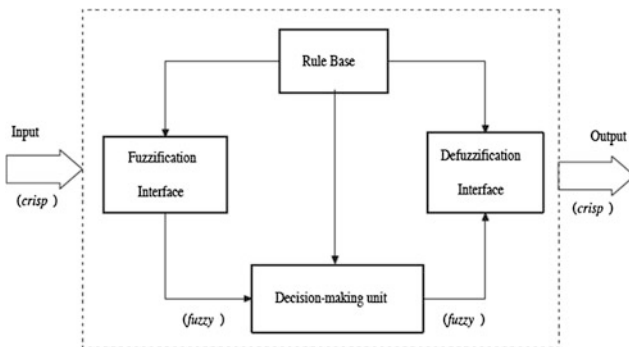 Rule Base
Input
(crisp )
Fuzzification
Interface
Defuzzification
Interface
Output
(crisp )
Decision-making unit
(fuzzy )
(fuzzy )